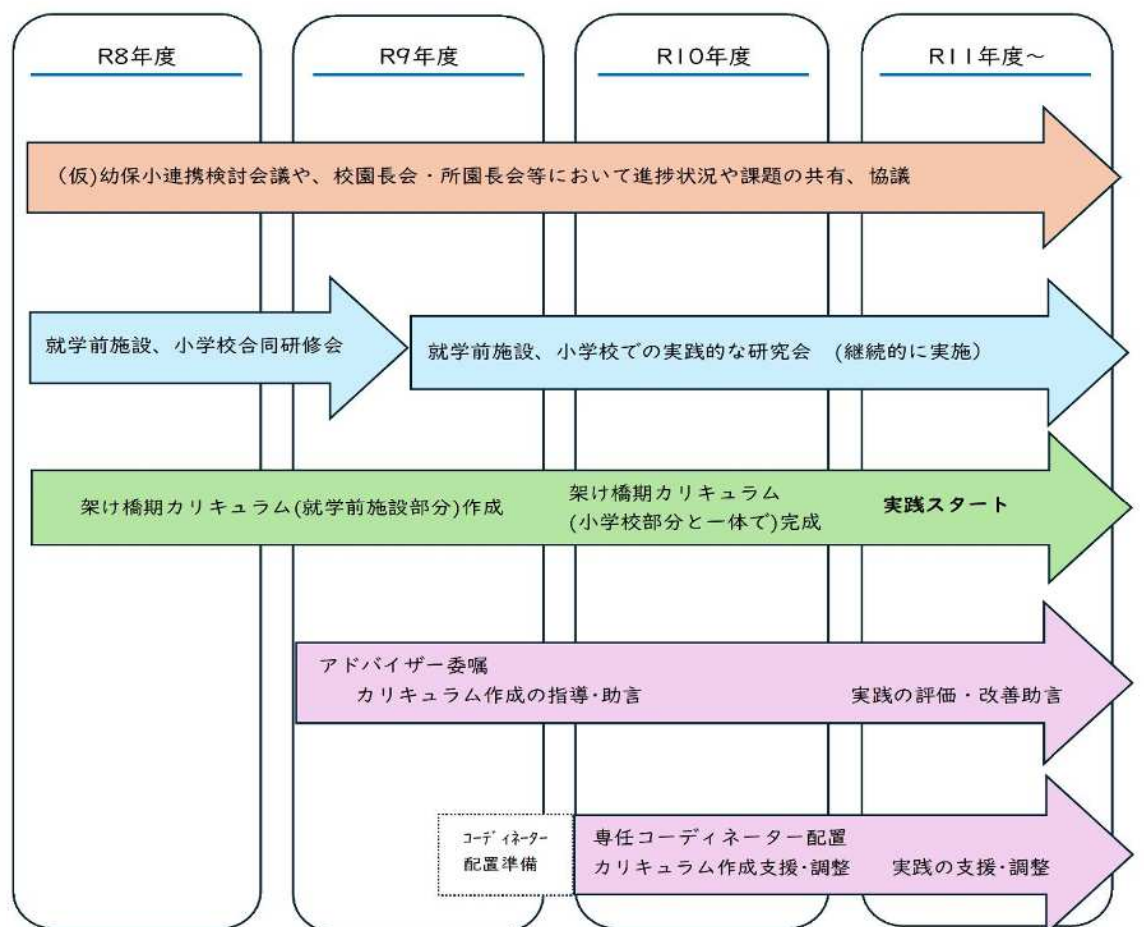 R8年度
R9年度
R10年度
R11年度～
（仮)幼保小連携検討会議や、校園長会・所園長会等において進捗状況や課題の共有、協議
就学前施設、小学校合同研修会
就学前施設、小学校での実践的な研究会　(継続的に実施）
架け橋期カリキュラム(就学前施設部分)作成
架け橋期カリキュラム
(小学校部分と一体で)完成
実践スタート
アドバイザー委嘱
カリキュラム作成の指導・助言
実践の評価・改善助言
ｺｰﾃﾞｨﾈｰﾀｰ
配置準備
専任コーディネーター配置
カリキュラム作成支援・調整
実践の支援・調整